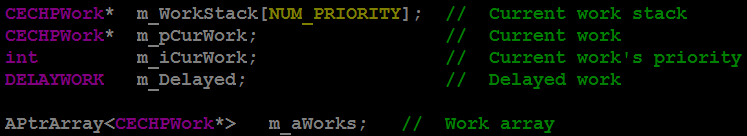 CECHPWork* m_WorkStack[NUM_PRIORITY]; // Current work stack
CECHPWork* m_pCurWork; // Current work
int m_iCurWork; // Current work's priority
DELAYWORK m_Delayed; // Delayed work
APtrArray<CECHPWork*> m_aWorks; // Work array